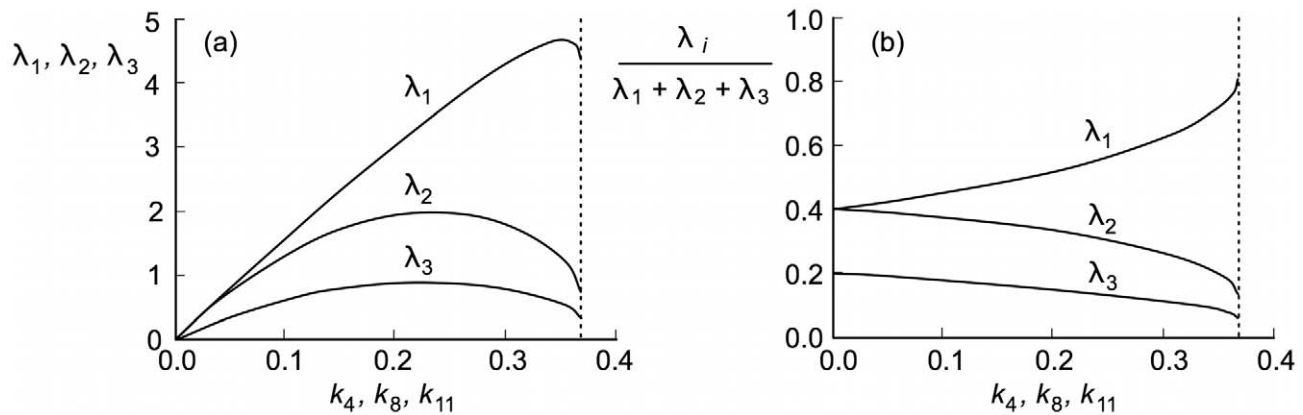 (a)
λ₁, λ₂, λ₃
5
4
3
2
1
0
λ₁
λ₂
λ₃
0.0 0.1 0.2 0.3 0.4
k₄, k₈, k₁₁
(b)
λ ᵢ
λ₁ + λ₂ + λ₃
1.0
0.8
0.6
0.4
0.2
0.0
λ₁
λ₂
λ₃
0.0 0.1 0.2 0.3 0.4
k₄, k₈, k₁₁